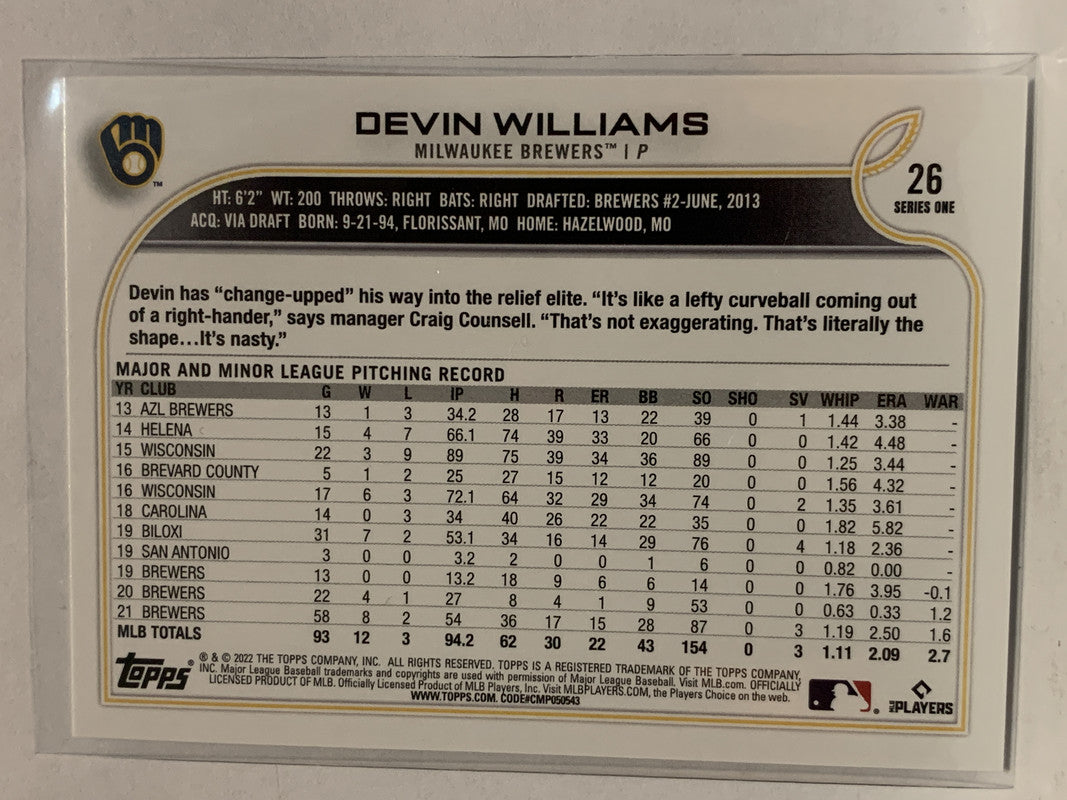 DEVIN WILLIAMS
MILWAUKEE BREWERS™ | P
™
26
SERIES ONE
HT: 6'2" WT: 200 THROWS: RIGHT BATS: RIGHT DRAFTED: BREWERS #2-JUNE, 2013
ACQ: VIA DRAFT BORN: 9-21-94, FLORISSANT, MO HOME: HAZELWOOD, MO
Devin has “change-upped” his way into the relief elite. “It's like a lefty curveball coming out
of a right-hander,” says manager Craig Counsell. “That's not exaggerating. That's literally the
shape...It's nasty.”
MAJOR AND MINOR LEAGUE PITCHING RECORD
YR CLUB G W L IP H R ER BB SO SHO SV WHIP ERA WAR
13 AZL BREWERS 13 1 3 34.2 28 17 13 22 39 0 1 1.44 3.38 -
14 HELENA 15 4 7 66.1 74 39 33 20 66 0 0 1.42 4.48 -
15 WISCONSIN 22 3 9 89 75 39 34 36 89 0 0 1.25 3.44 -
16 BREVARD COUNTY 5 1 2 25 27 15 12 12 20 0 0 1.56 4.32 -
16 WISCONSIN 17 6 3 72.1 64 32 29 34 74 0 2 1.35 3.61 -
18 CAROLINA 14 0 3 34 40 26 22 22 35 0 0 1.82 5.82 -
19 BILOXI 31 7 2 53.1 34 16 14 29 76 0 4 1.18 2.36 -
19 SAN ANTONIO 3 0 0 3.2 2 0 0 1 6 0 0 0.82 0.00 -
19 BREWERS 13 0 0 13.2 18 9 6 6 14 0 0 1.76 3.95 -0.1
20 BREWERS 22 4 1 27 8 4 1 9 53 0 0 0.63 0.33 1.2
21 BREWERS 58 8 2 54 36 17 15 28 87 0 3 1.19 2.50 1.6
MLB TOTALS 93 12 3 94.2 62 30 22 43 154 0 3 1.11 2.09 2.7
topps®
® & © 2022 THE TOPPS COMPANY, INC. ALL RIGHTS RESERVED. TOPPS IS A REGISTERED TRADEMARK OF THE TOPPS COMPANY,
INC. Major League Baseball trademarks and copyrights are used with permission of Major League Baseball. Visit MLB.com. OFFICIALLY
LICENSED PRODUCT OF MLB. Officially Licensed Product of MLB Players, Inc. Visit MLBPLAYERS.COM, the Players Choice on the web.
WWW.TOPPS.COM. CODE#CMP050543
®
MLB PLAYERS